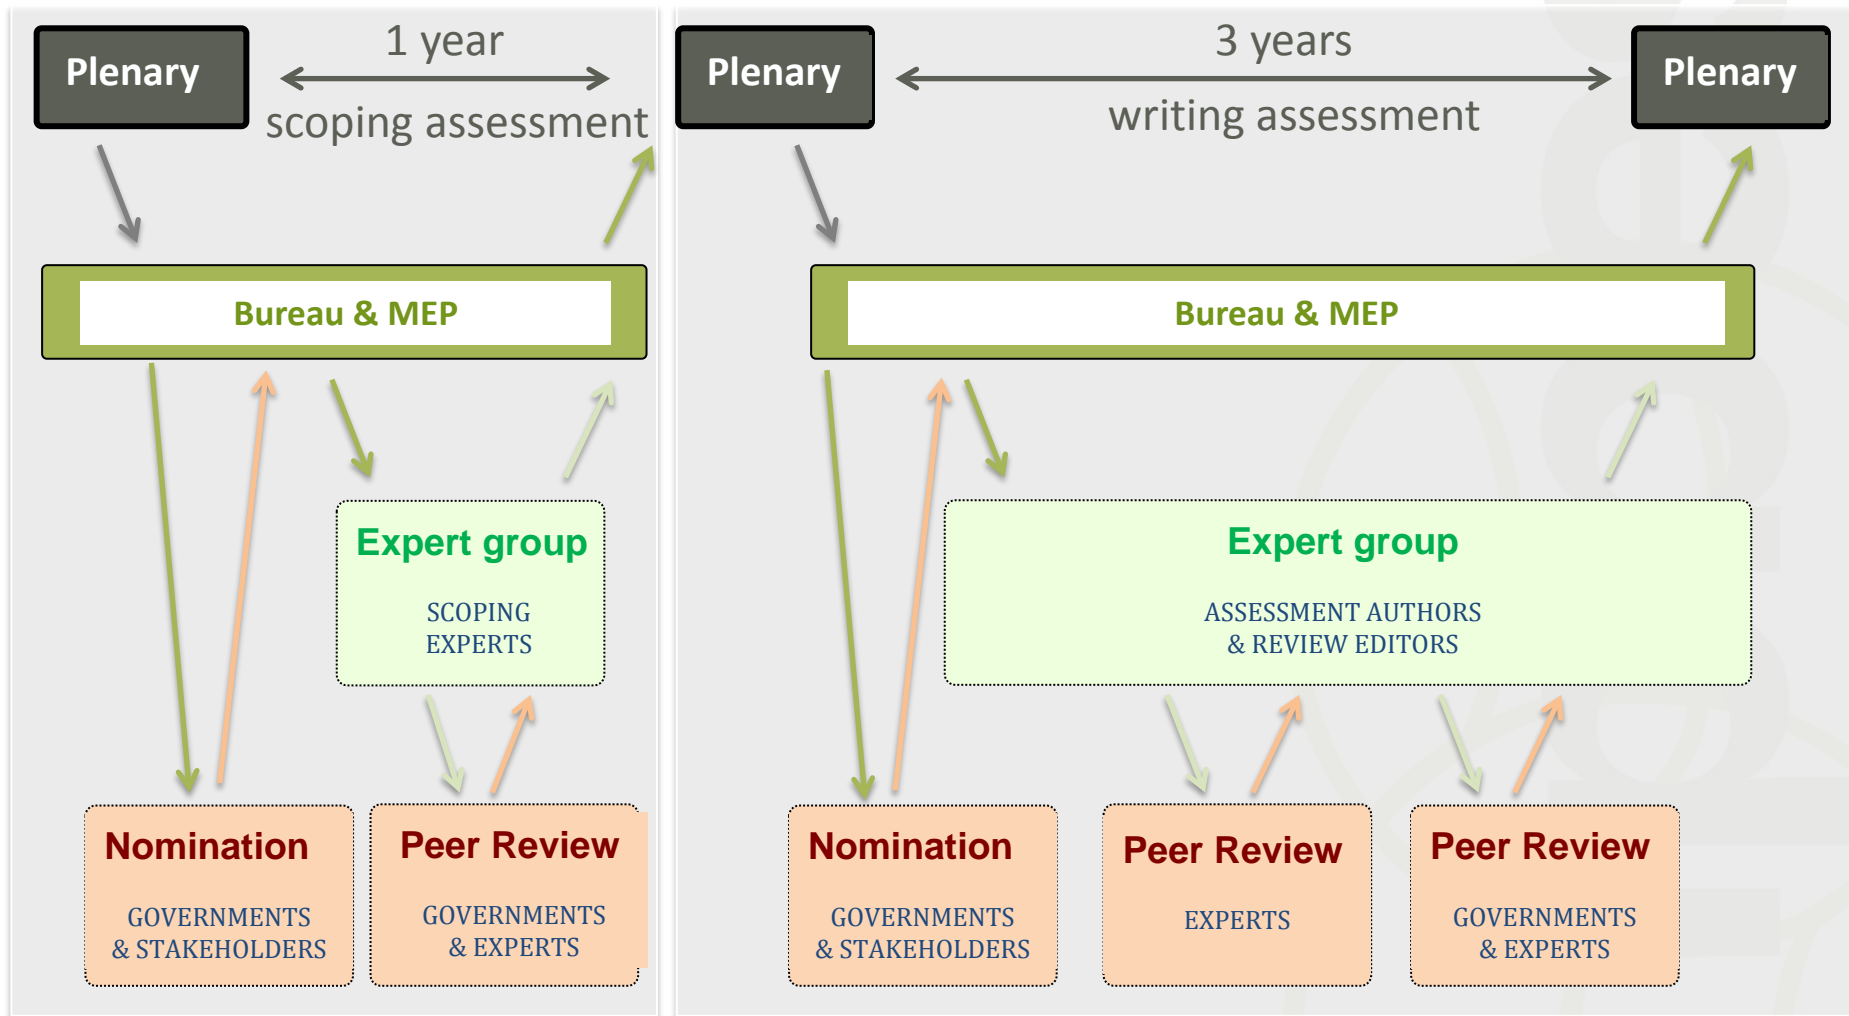 Plenary
1 year
scoping assessment
Bureau & MEP
Expert group
SCOPING
EXPERTS
Nomination
GOVERNMENTS
& STAKEHOLDERS
Peer Review
GOVERNMENTS
& EXPERTS
Plenary
3 years
writing assessment
Plenary
Bureau & MEP
Expert group
ASSESSMENT AUTHORS
& REVIEW EDITORS
Nomination
GOVERNMENTS
& STAKEHOLDERS
Peer Review
EXPERTS
Peer Review
GOVERNMENTS
& EXPERTS